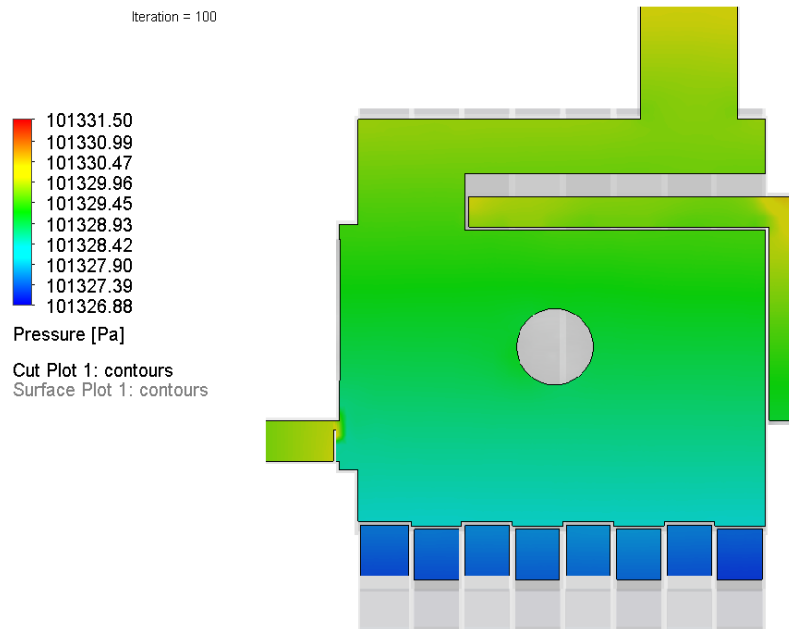 Iteration = 100
101331.50
101330.99
101330.47
101329.96
101329.45
101328.93
101328.42
101327.90
101327.39
101326.88
Pressure [Pa]
Cut Plot 1: contours
Surface Plot 1: contours